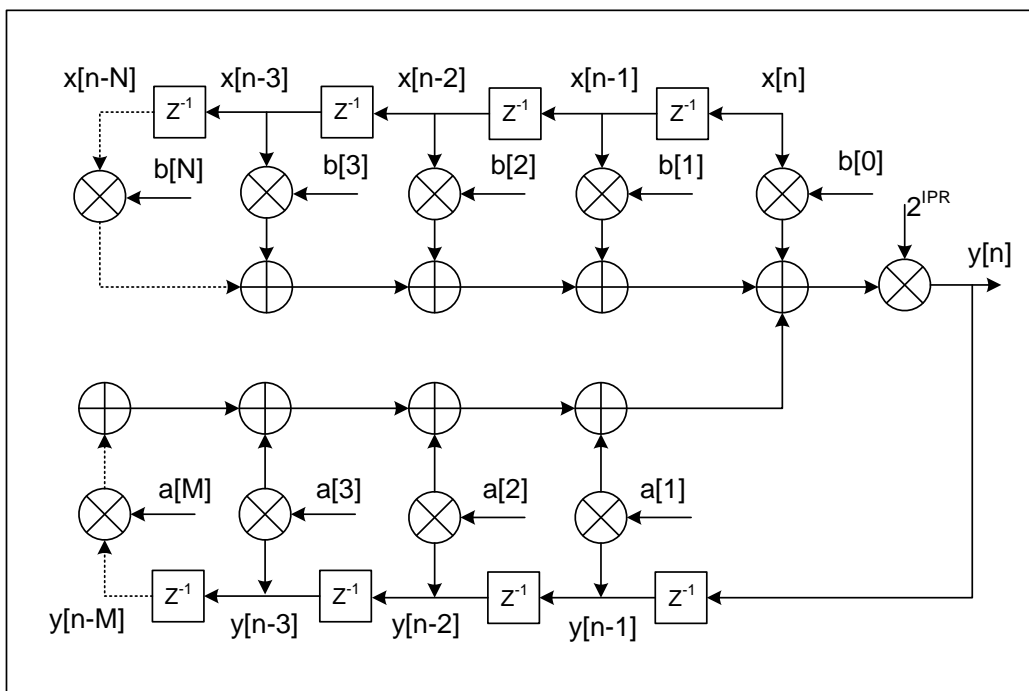 x[n-N] x[n-3] x[n-2] x[n-1] x[n]
Z-1 Z-1 Z-1 Z-1
b[N] b[3] b[2] b[1] b[0]
2IPR
y[n]
a[M] a[3] a[2] a[1]
Z-1 Z-1 Z-1 Z-1
y[n-M] y[n-3] y[n-2] y[n-1]